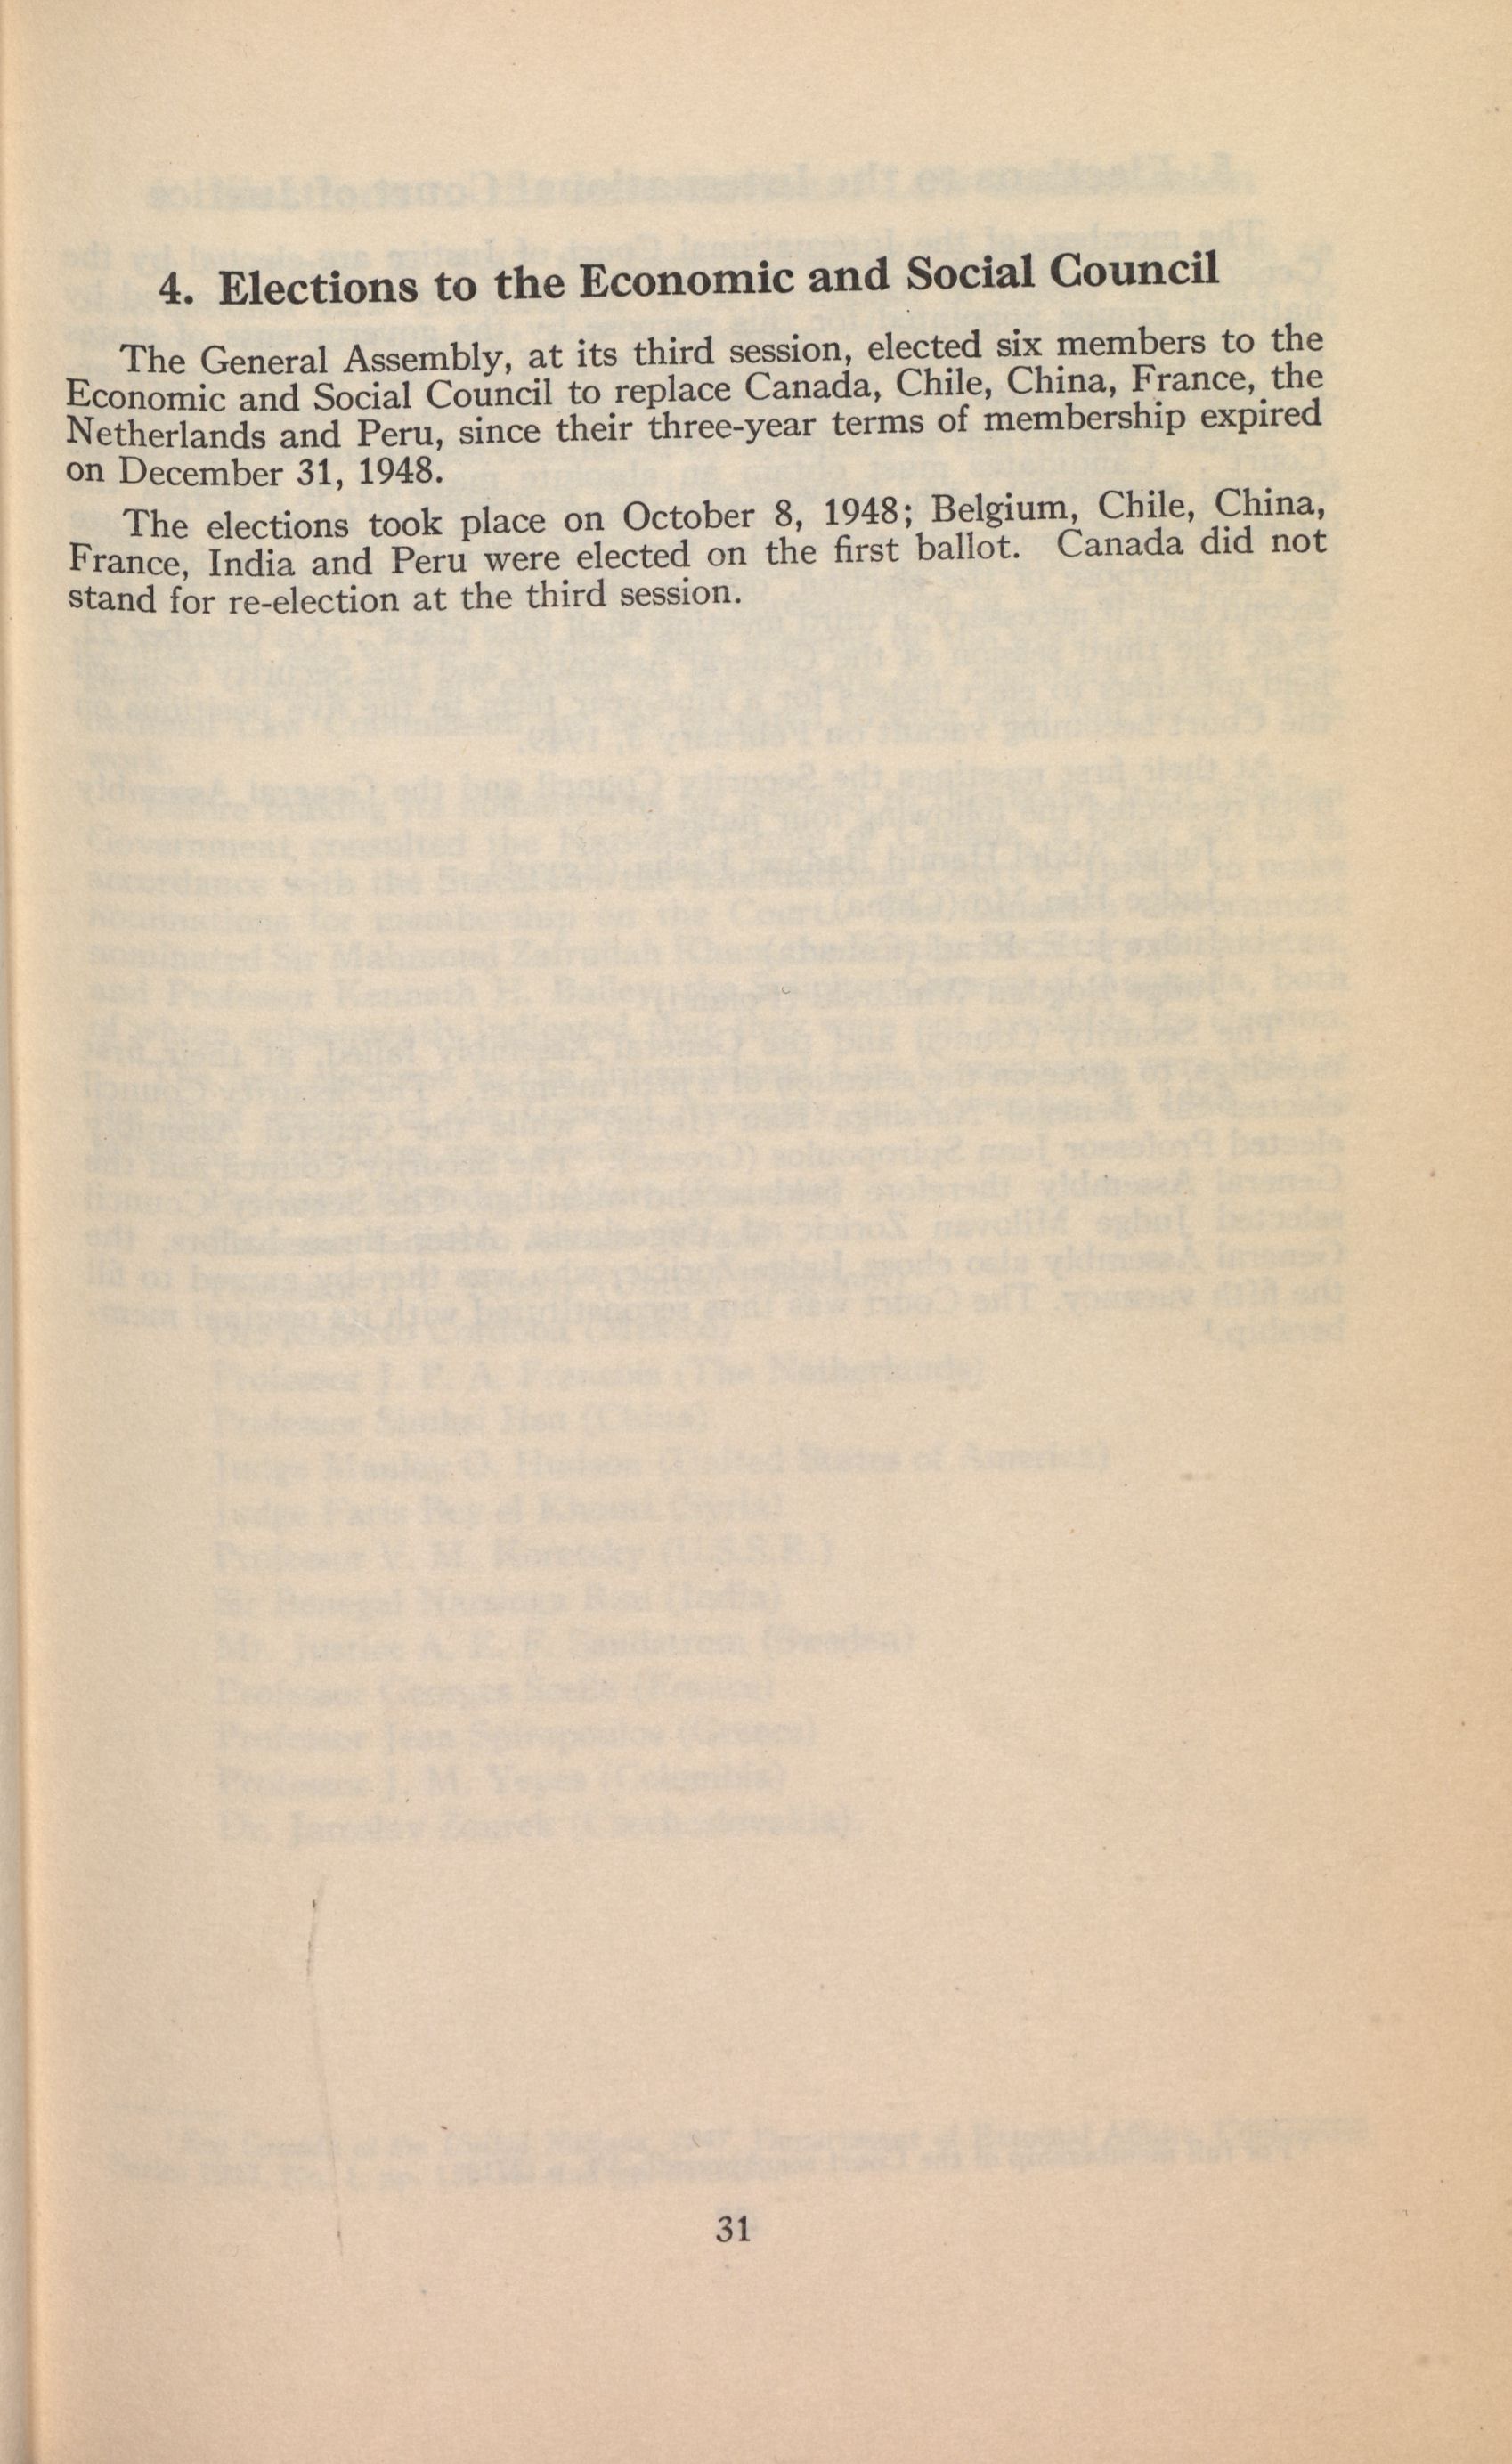 4. Elections to the Economic and Social Council
The General Assembly, at its third session, elected six members to the
Economic and Social Council to replace Canada, Chile, China, France, the
Netherlands and Peru, since their three-year terms of membership expired
on December 31, 1948.
The elections took place on October 8, 1948; Belgium, Chile, China,
France, India and Peru were elected on the first ballot. Canada did not
stand for re-election at the third session.
31